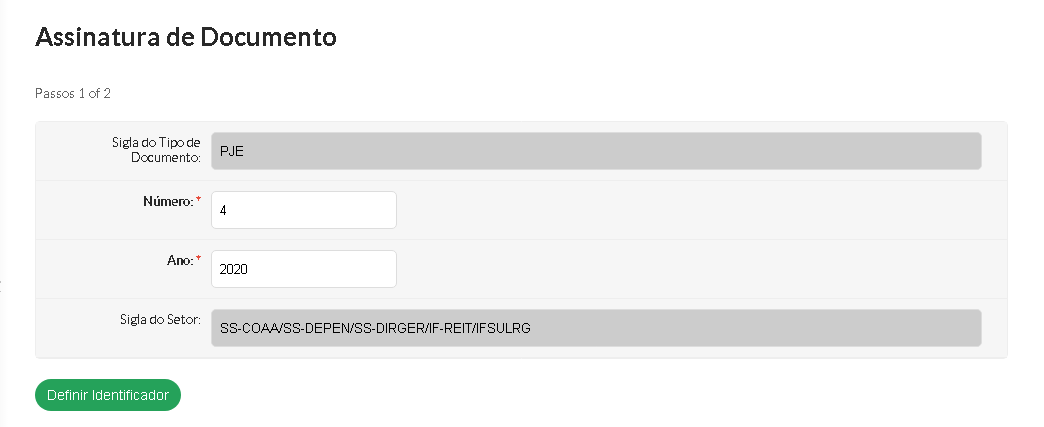 Assinatura de Documento
Passos 1 of 2
Sigla do Tipo de
Documento:
PJE
Número: *
4
Ano: *
2020
Sigla do Setor:
SS-COAA/SS-DEPEN/SS-DIRGER/IF-REIT/IFSULRG
Definir Identificador